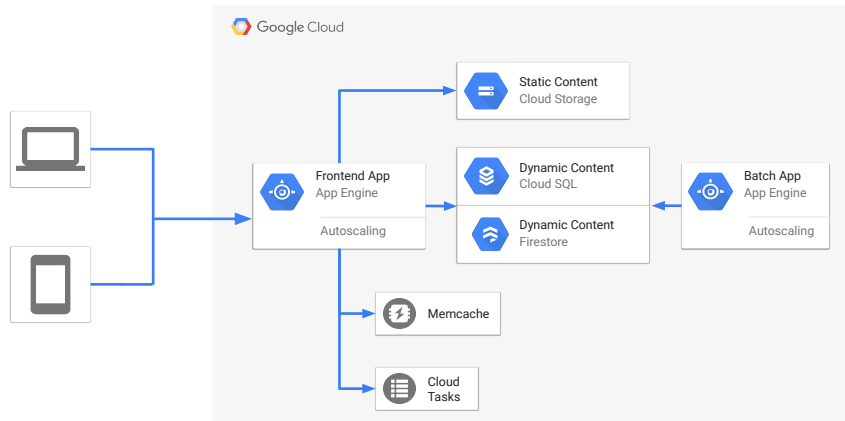 Google Cloud
Static Content
Cloud Storage
Frontend App
App Engine
Autoscaling
Dynamic Content
Cloud SQL
Dynamic Content
Firestore
Batch App
App Engine
Autoscaling
Memcache
Cloud
Tasks